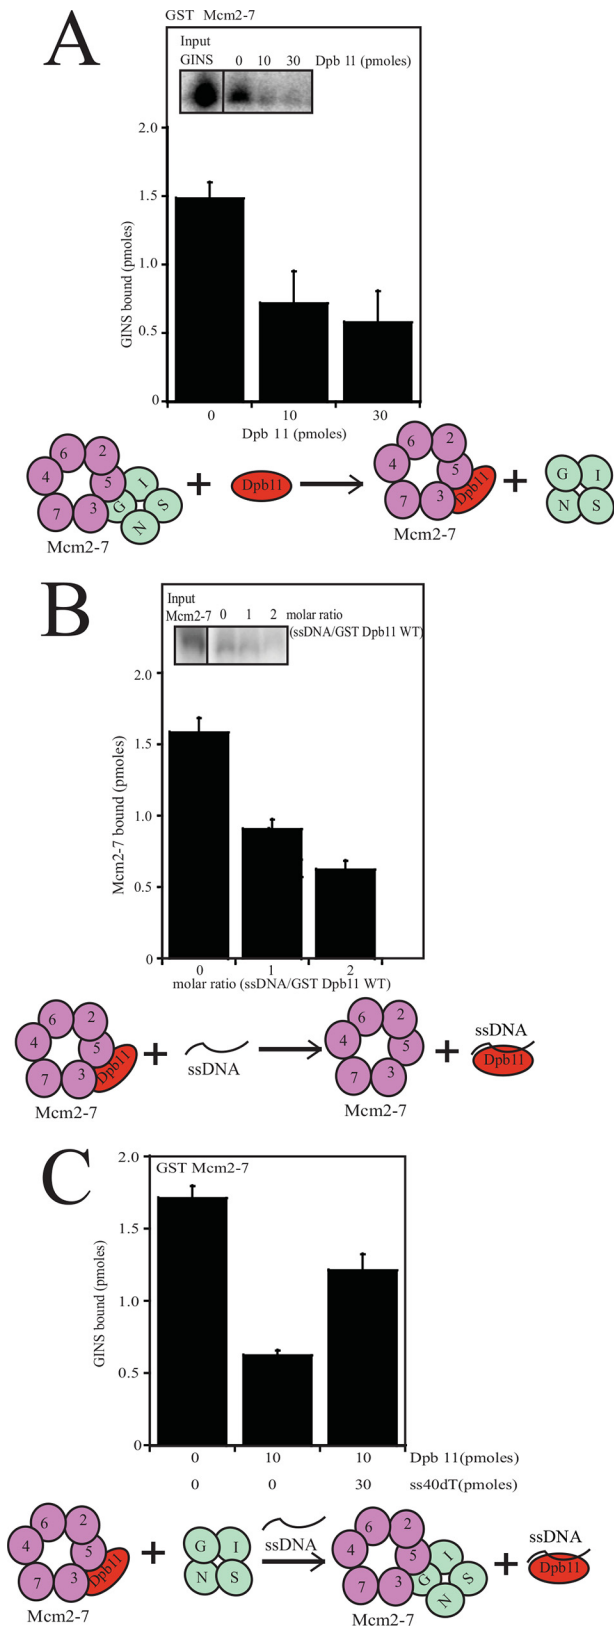 A
GST Mcm2-7
Input
GINS 0 10 30 Dpb 11 (pmoles)
2.0
1.5
1.0
0.5
0
GINS bound (pmoles)
0 10 30
Dpb 11 (pmoles)
6 2 4 5 7 3 G I N S
+
Dpb11
6 2 4 5 7 3 Dpb11
+
G I
N S
Mcm2-7
Mcm2-7
B
Input
Mcm2-7 0 1 2 molar ratio
(ssDNA/GST Dpb11 WT)
2.0
1.5
1.0
0.5
0
Mcm2-7 bound (pmoles)
0 1 2
molar ratio (ssDNA/GST Dpb11 WT)
6 2 4 5 7 3 Dpb11
+
ssDNA
6 2 4 5 7 3
+
ssDNA
Dpb11
Mcm2-7
Mcm2-7
C
GST Mcm2-7
2.0
1.5
1.0
0.5
0
GINS bound (pmoles)
0 10 10 Dpb 11(pmoles)
0 0 30 ss40dT(pmoles)
6 2 4 5 7 3 Dpb11
+
G I
N S
ssDNA
6 2 4 5 7 3 G I N S
+
ssDNA
Dpb11
Mcm2-7
Mcm2-7